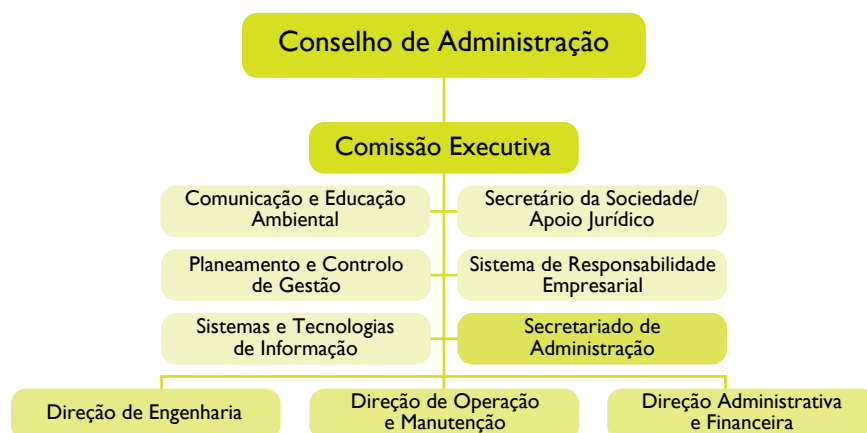 Conselho de Administração
Comissão Executiva
Comunicação e Educação
Ambiental
Secretário da Sociedade/
Apoio Jurídico
Planeamento e Controlo
de Gestão
Sistema de Responsabilidade
Empresarial
Sistemas e Tecnologias
de Informação
Secretariado de
Administração
Direção de Engenharia
Direção de Operação
e Manutenção
Direção Administrativa
e Financeira